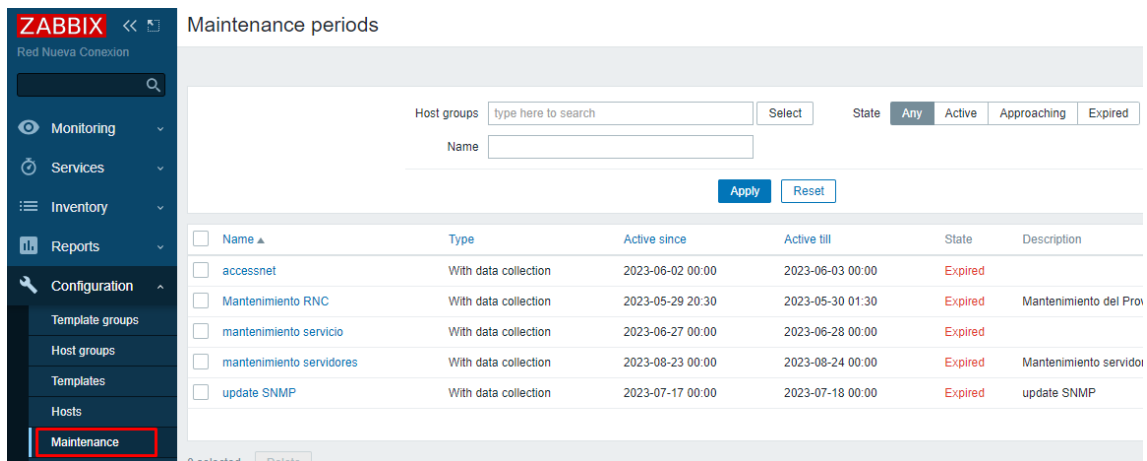 ZABBIX
Red Nueva Conexion
Monitoring
Services
Inventory
Reports
Configuration
Template groups
Host groups
Templates
Hosts
Maintenance
Maintenance periods
Host groups type here to search Select State Any Active Approaching Expired
Name
Apply Reset
Name Type Active since Active till State Description
accessnet With data collection 2023-06-02 00:00 2023-06-03 00:00 Expired
Mantenimiento RNC With data collection 2023-05-29 20:30 2023-05-30 01:30 Expired Mantenimiento del Prov
mantenimiento servicio With data collection 2023-06-27 00:00 2023-06-28 00:00 Expired
mantenimiento servidores With data collection 2023-08-23 00:00 2023-08-24 00:00 Expired Mantenimiento servidor
update SNMP With data collection 2023-07-17 00:00 2023-07-18 00:00 Expired update SNMP
0 selected Delete